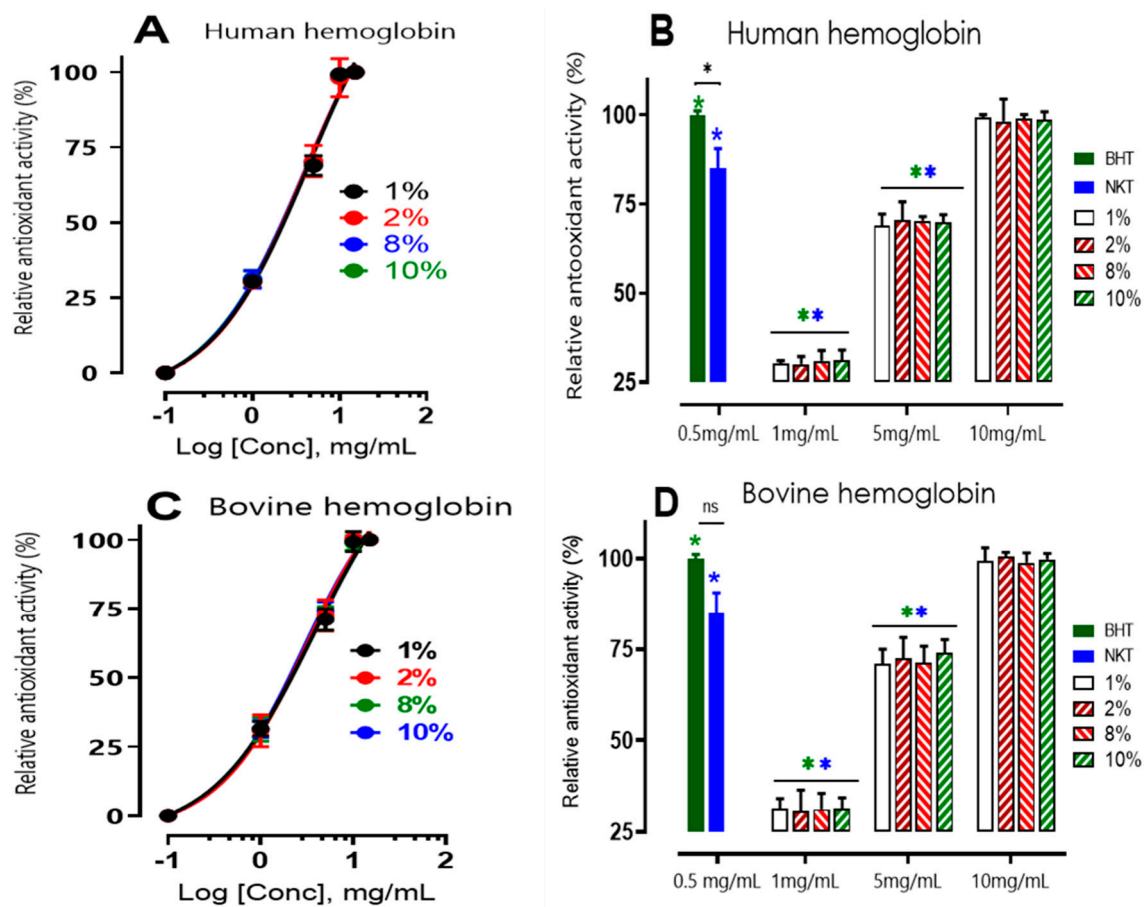 A Human hemoglobin
Relative antioxidant activity (%)
100
75
50
25
0
1%
2%
8%
10%
-1 0 1 2
Log [Conc], mg/mL
B Human hemoglobin
Relative antooxidant activity (%)
100
75
50
25
*
*
*
**
**
BHT
NKT
1%
2%
8%
10%
0.5mg/mL 1mg/mL 5mg/mL 10mg/mL
C Bovine hemoglobin
Relative antioxidant activity (%)
100
75
50
25
0
1%
2%
8%
10%
-1 0 1 2
Log [Conc], mg/mL
D Bovine hemoglobin
Relative antioxidant activity (%)
100
75
50
25
ns
*
*
**
**
BHT
NKT
1%
2%
8%
10%
0.5 mg/mL 1mg/mL 5mg/mL 10mg/mL